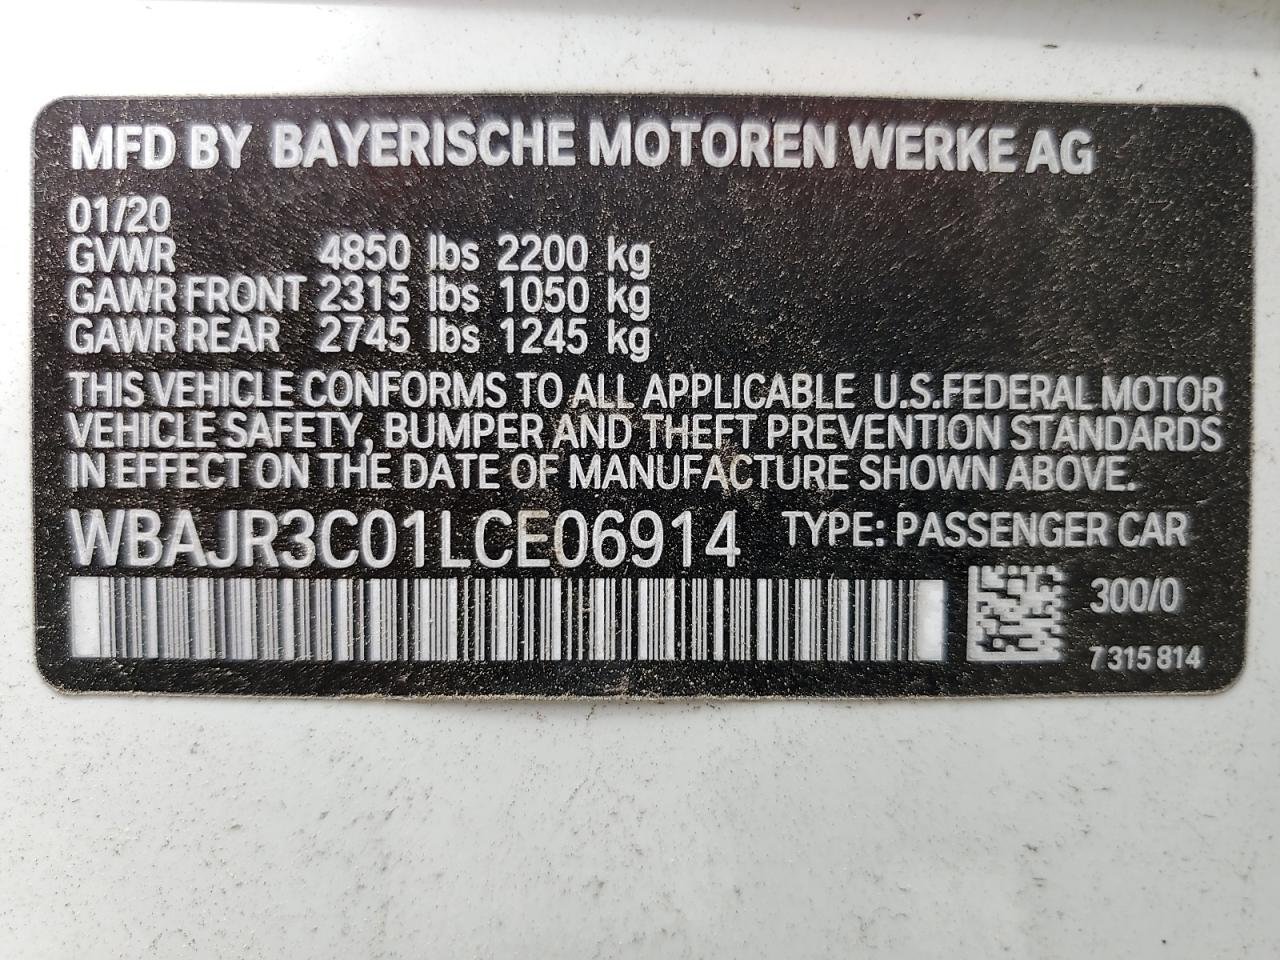 MFD BY BAYERISCHE MOTOREN WERKE AG
01/20
GVWR 4850 lbs 2200 kg
GAWR FRONT 2315 lbs 1050 kg
GAWR REAR 2745 lbs 1245 kg
THIS VEHICLE CONFORMS TO ALL APPLICABLE U.S.FEDERAL MOTOR
VEHICLE SAFETY, BUMPER AND THEFT PREVENTION STANDARDS
IN EFFECT ON THE DATE OF MANUFACTURE SHOWN ABOVE.
WBAJR3C01LCE06914 TYPE: PASSENGER CAR
300/0
7 315 814